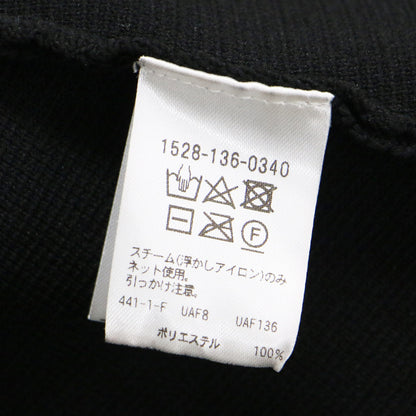 1528-136-0340
F
スチーム(浮かしアイロン)のみ
ネット使用。
引っかけ注意。
441-1-F UAF8 UAF136
ポリエステル 100%